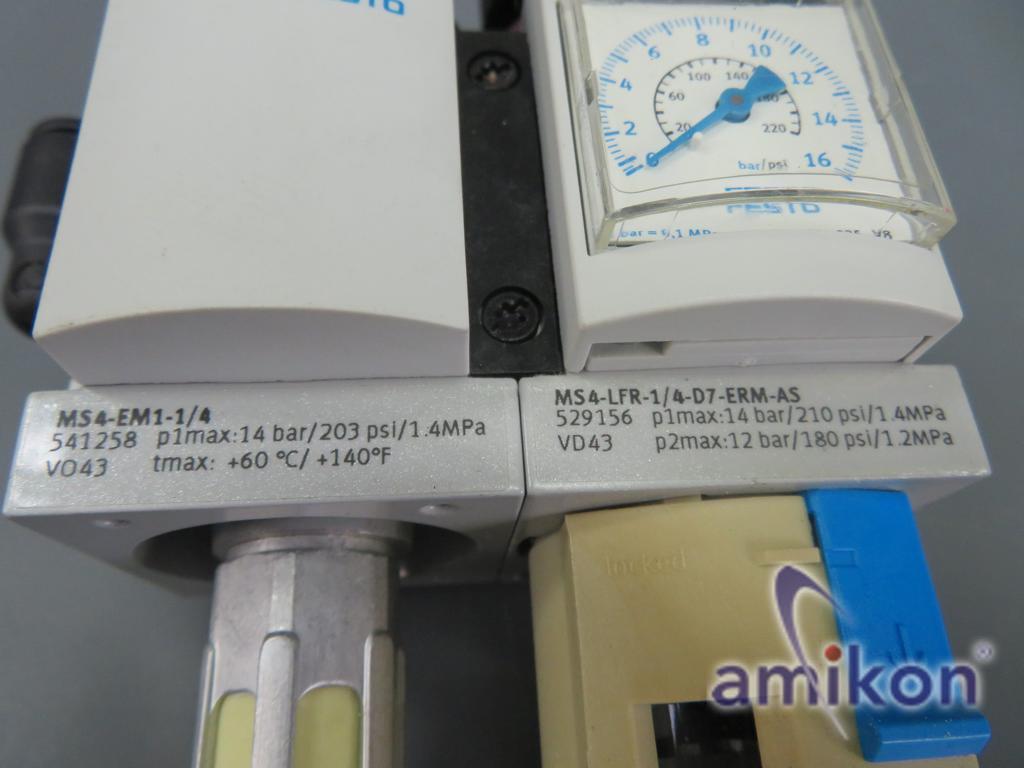 6 8 10
4 12
2 14
0 16
100 140
60 180
20 220
bar/psi
FESTO
MS4-EM1-1/4
541258 p1max:14 bar/203 psi/1.4MPa
VO43 tmax: +60 °C/ +140°F
MS4-LFR-1/4-D7-ERM-AS
529156 p1max:14 bar/210 psi/1.4MPa
VD43 p2max:12 bar/180 psi/1.2MPa
locked
amikon®